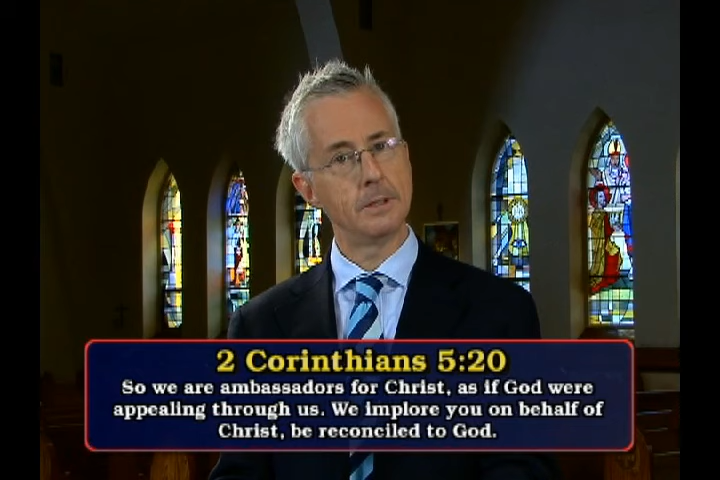 2 Corinthians 5:20
So we are ambassadors for Christ, as if God were
appealing through us. We implore you on behalf of
Christ, be reconciled to God.